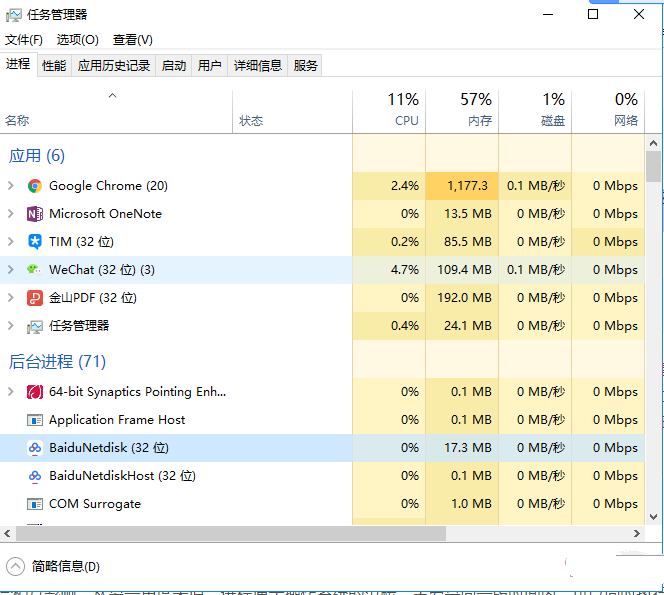 任务管理器
文件(F) 选项(O) 查看(V)
进程 性能 应用历史记录 启动 用户 详细信息 服务
11% 57% 1% 0%
名称 状态 CPU 内存 磁盘 网络
应用 (6)
Google Chrome (20) 2.4% 1,177.3 0.1 MB/秒 0 Mbps
Microsoft OneNote 0% 13.5 MB 0 MB/秒 0 Mbps
TIM (32 位) 0.2% 85.5 MB 0 MB/秒 0 Mbps
WeChat (32 位) (3) 4.7% 109.4 MB 0.1 MB/秒 0 Mbps
金山PDF (32 位) 0% 192.0 MB 0 MB/秒 0 Mbps
任务管理器 0.4% 24.1 MB 0 MB/秒 0 Mbps
后台进程 (71)
64-bit Synaptics Pointing Enh... 0% 0.1 MB 0 MB/秒 0 Mbps
Application Frame Host 0% 0.1 MB 0 MB/秒 0 Mbps
BaiduNetdisk (32 位) 0% 17.3 MB 0 MB/秒 0 Mbps
BaiduNetdiskHost (32 位) 0% 0.1 MB 0 MB/秒 0 Mbps
COM Surrogate 0% 1.0 MB 0 MB/秒 0 Mbps
简略信息(D)